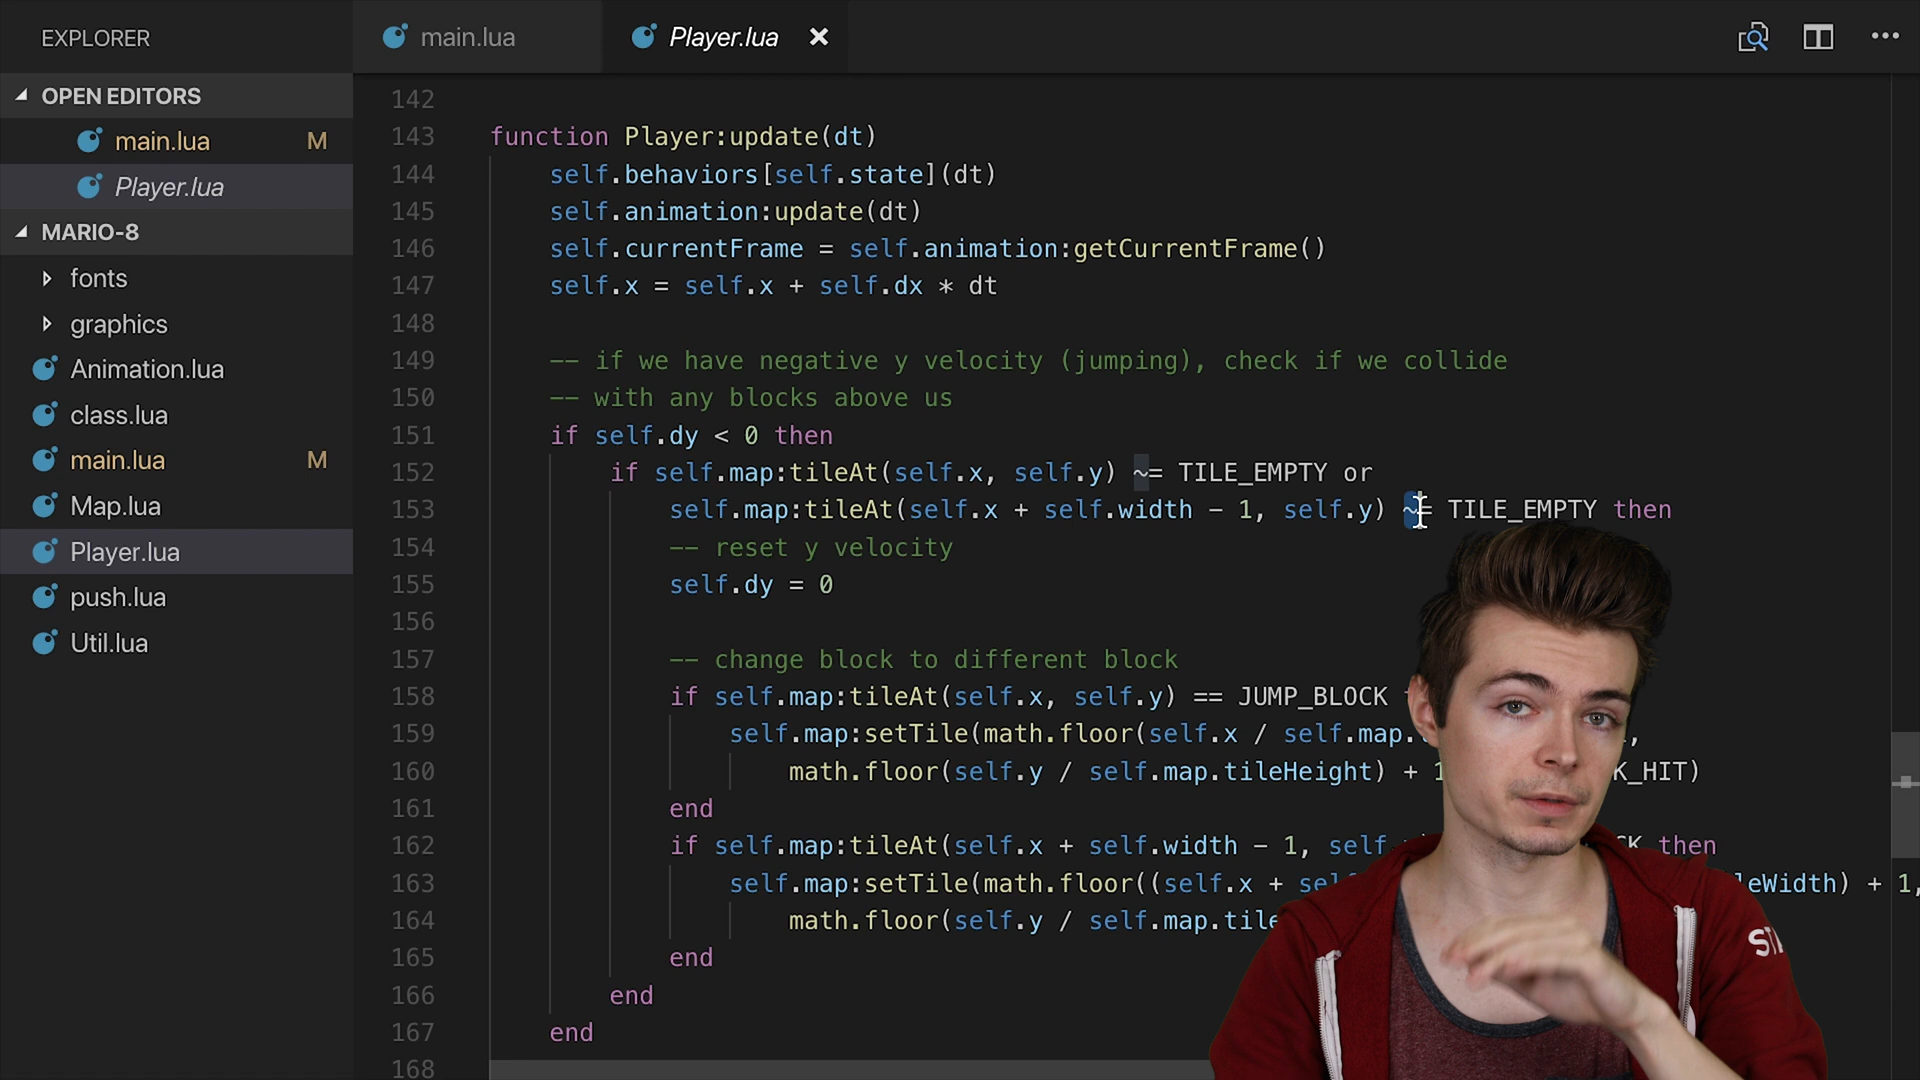 EXPLORER
main.lua
Player.lua
OPEN EDITORS
main.lua M
Player.lua
MARIO-8
fonts
graphics
Animation.lua
class.lua
main.lua M
Map.lua
Player.lua
push.lua
Util.lua
142
143 function Player:update(dt)
144 self.behaviors[self.state](dt)
145 self.animation:update(dt)
146 self.currentFrame = self.animation:getCurrentFrame()
147 self.x = self.x + self.dx * dt
148
149 -- if we have negative y velocity (jumping), check if we collide
150 -- with any blocks above us
151 if self.dy < 0 then
152 if self.map:tileAt(self.x, self.y) ~= TILE_EMPTY or
153 self.map:tileAt(self.x + self.width - 1, self.y) ~= TILE_EMPTY then
154 -- reset y velocity
155 self.dy = 0
156
157 -- change block to different block
158 if self.map:tileAt(self.x, self.y) == JUMP_BLOCK
159 self.map:setTile(math.floor(self.x / self.map.
160 math.floor(self.y / self.map.tileHeight) + 1 K_HIT)
161 end
162 if self.map:tileAt(self.x + self.width - 1, self. CK then
163 self.map:setTile(math.floor((self.x + self leWidth) + 1,
164 math.floor(self.y / self.map.tile
165 end
166 end
167 end
168